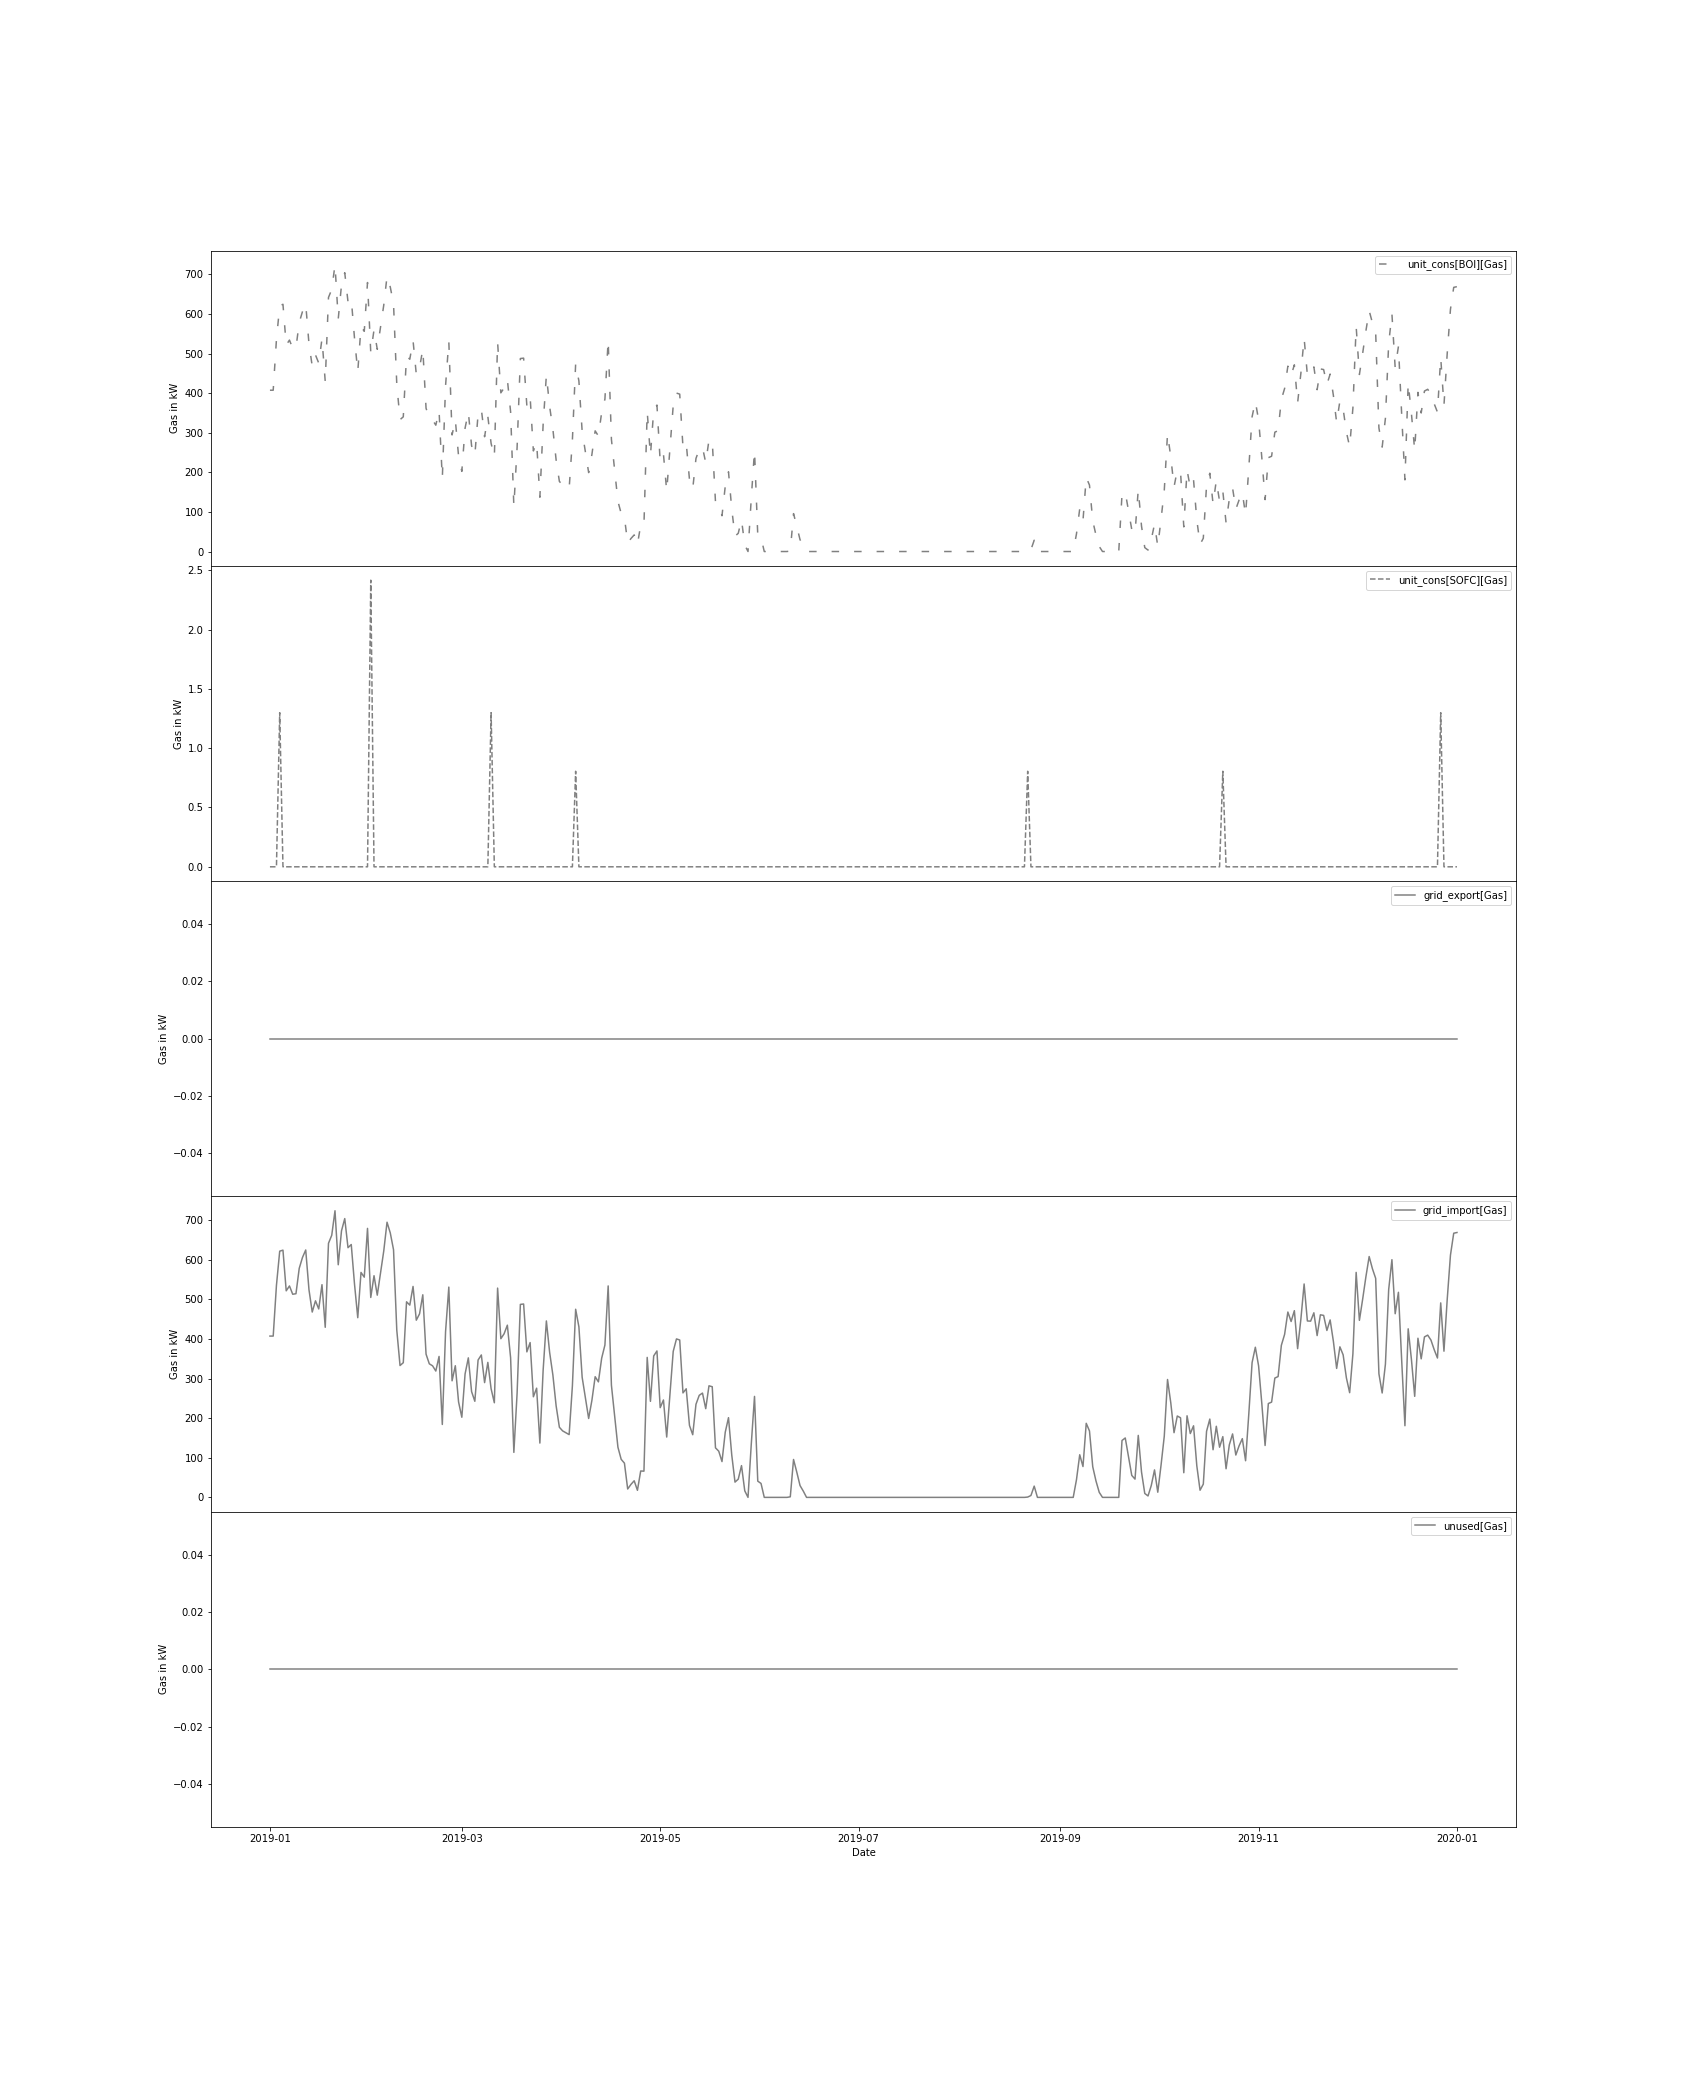 unit_cons[BOI][Gas]
700
600
500
400
300
200
100
0
Gas in kW
unit_cons[SOFC][Gas]
2.5
2.0
1.5
1.0
0.5
0.0
Gas in kW
grid_export[Gas]
0.04
0.02
0.00
−0.02
−0.04
Gas in kW
grid_import[Gas]
700
600
500
400
300
200
100
0
Gas in kW
unused[Gas]
0.04
0.02
0.00
−0.02
−0.04
Gas in kW
2019-01 2019-03 2019-05 2019-07 2019-09 2019-11 2020-01
Date